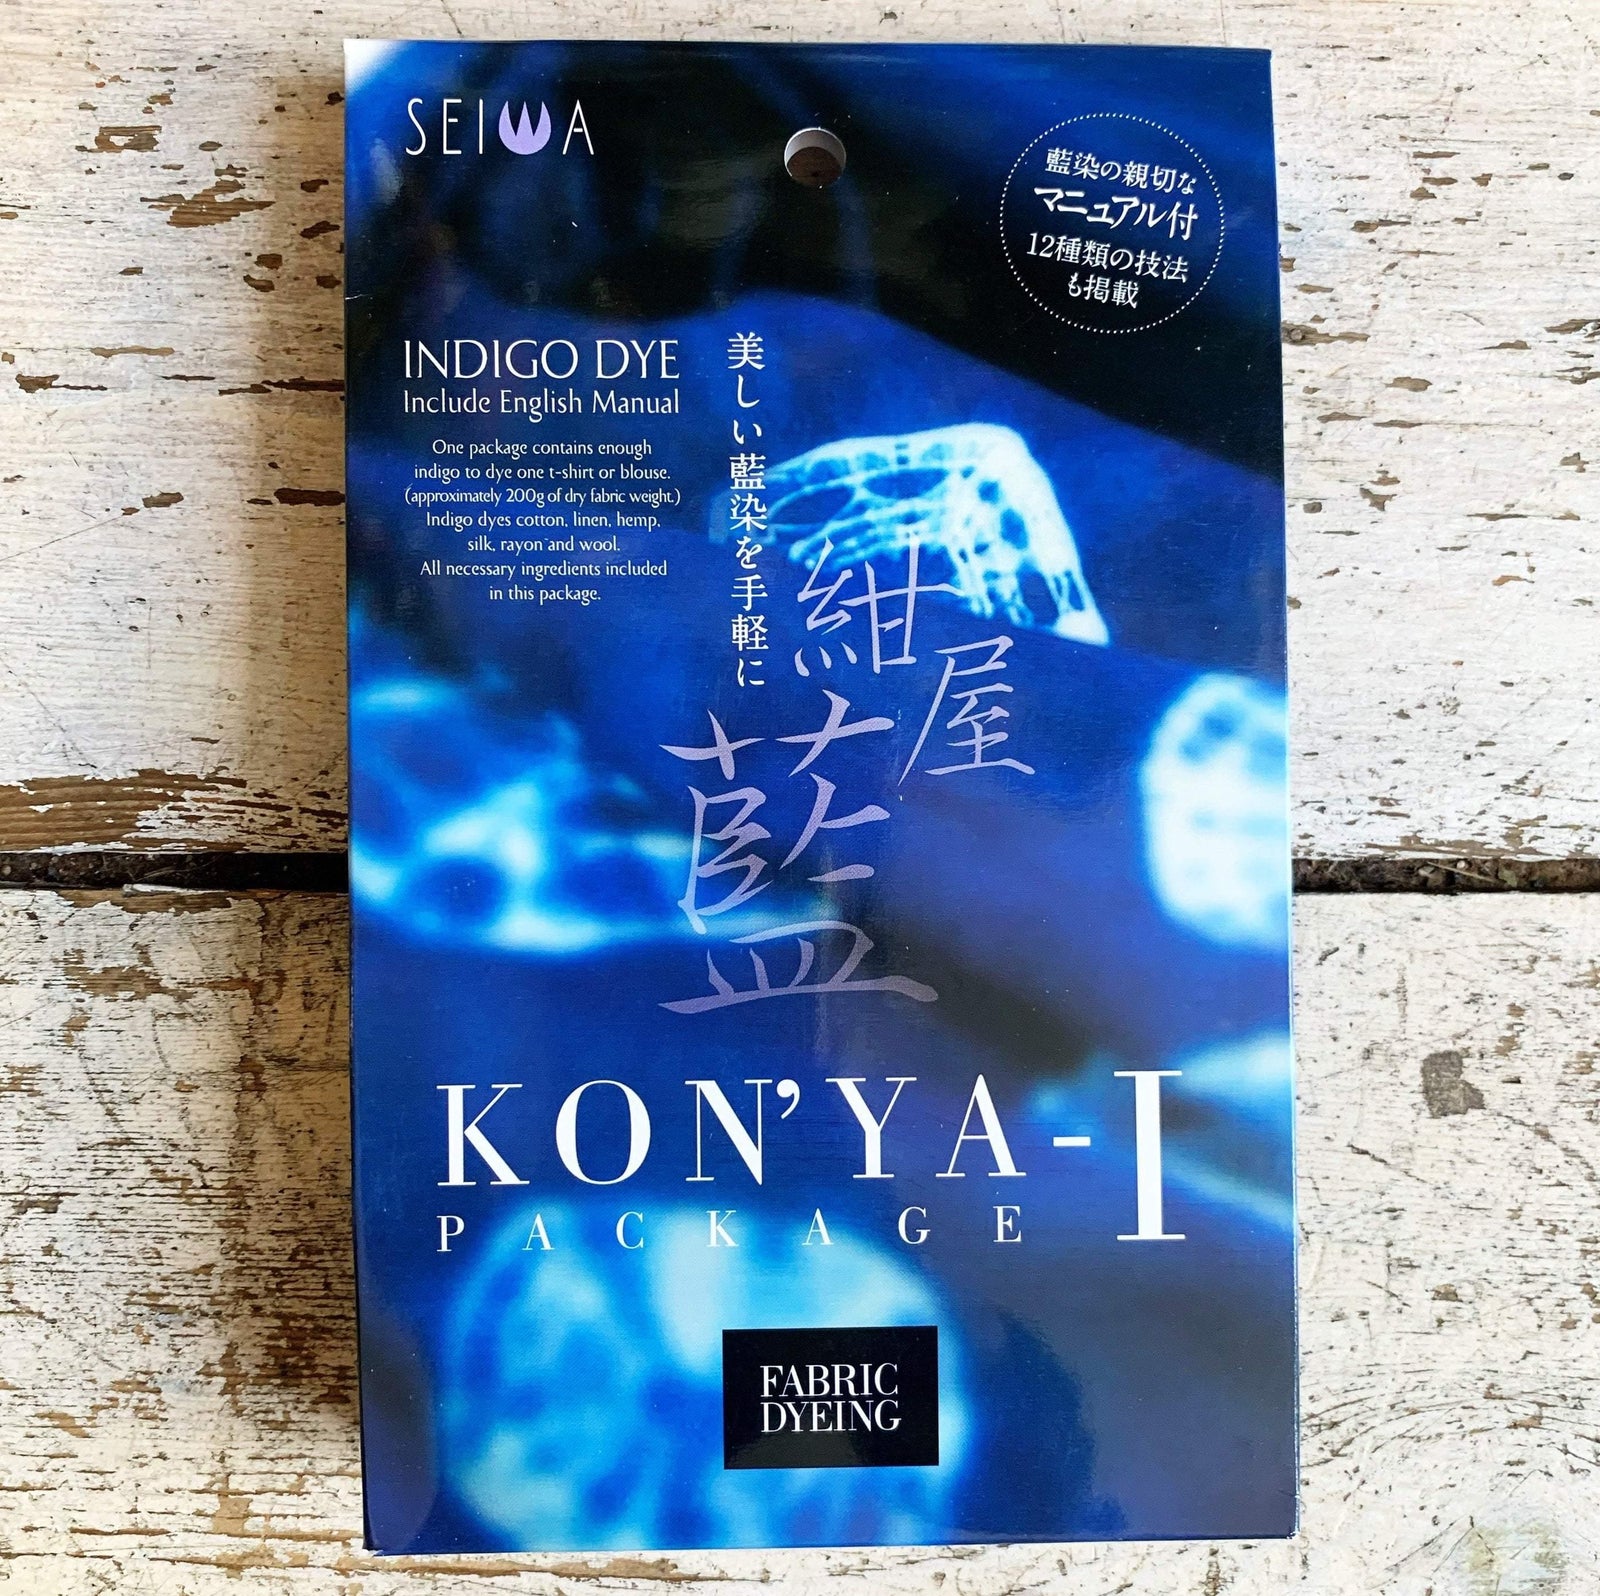 SEIWA
藍染の親切な
マニュアル付
12種類の技法
も掲載
INDIGO DYE
Include English Manual
One package contains enough
indigo to dye one t-shirt or blouse.
(approximately 200g of dry fabric weight.)
Indigo dyes cotton, linen, hemp,
silk, rayon and wool.
All necessary ingredients included
in this package.
美しい藍染を手軽に
紺屋
藍
KON'YA-I
PACKAGE
FABRIC
DYEING